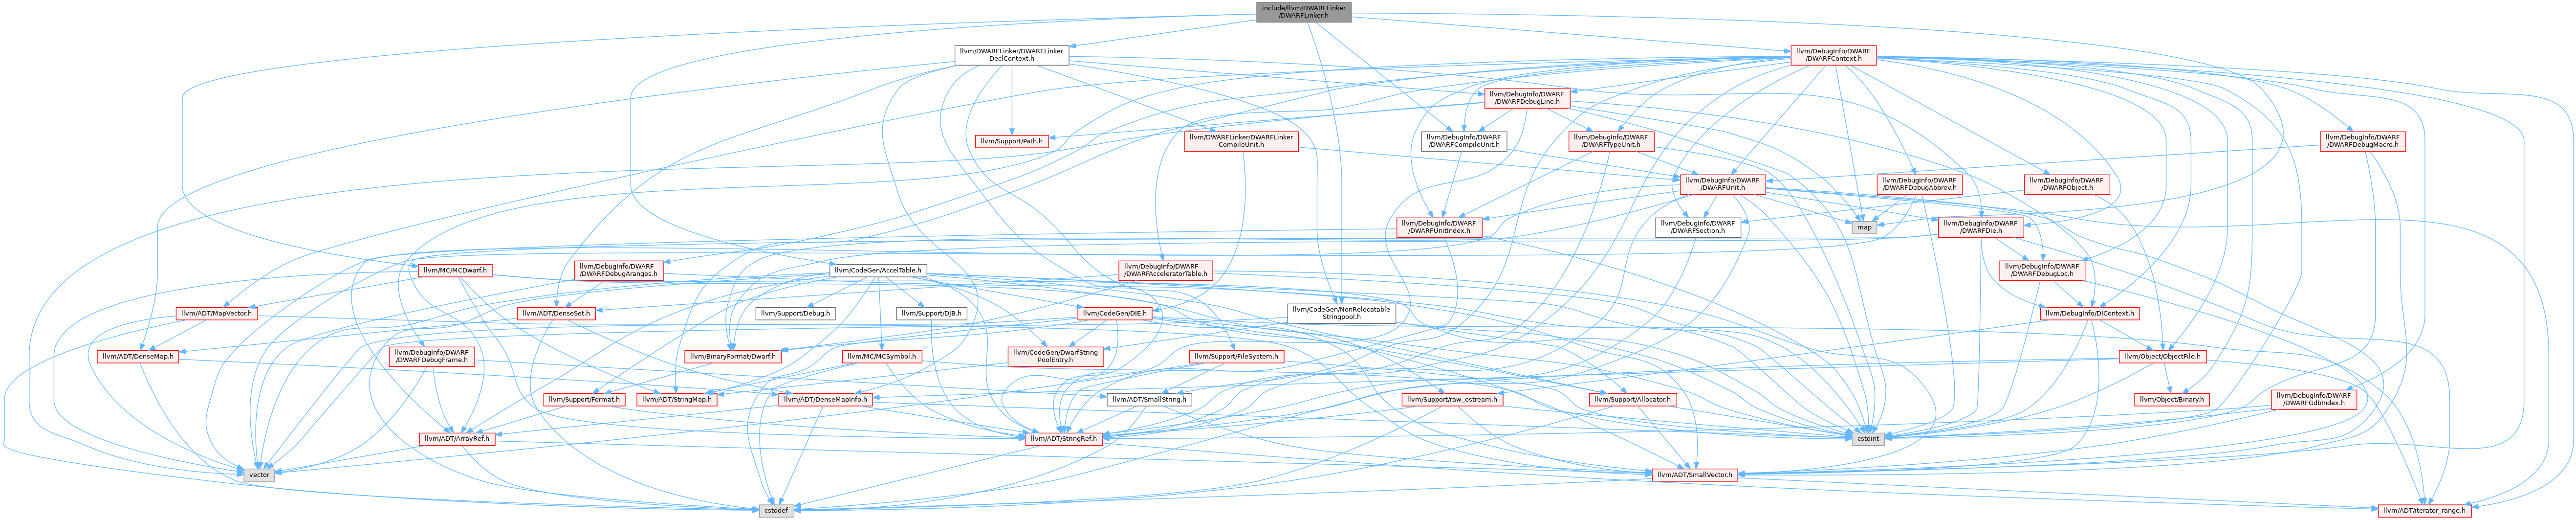 include/llvm/DWARFLinker
/DWARFLinker.h
llvm/DWARFLinker/DWARFLinker
DeclContext.h
llvm/DebugInfo/DWARF
/DWARFContext.h
llvm/DebugInfo/DWARF
/DWARFDebugLine.h
llvm/Support/Path.h
llvm/DWARFLinker/DWARFLinker
CompileUnit.h
llvm/DebugInfo/DWARF
/DWARFCompileUnit.h
llvm/DebugInfo/DWARF
/DWARFTypeUnit.h
llvm/DebugInfo/DWARF
/DWARFDebugMacro.h
llvm/DebugInfo/DWARF
/DWARFUnit.h
llvm/DebugInfo/DWARF
/DWARFDebugAbbrev.h
llvm/DebugInfo/DWARF
/DWARFObject.h
llvm/DebugInfo/DWARF
/DWARFUnitIndex.h
llvm/DebugInfo/DWARF
/DWARFSection.h
map
llvm/DebugInfo/DWARF
/DWARFDie.h
llvm/MC/MCDwarf.h
llvm/DebugInfo/DWARF
/DWARFDebugAranges.h
llvm/CodeGen/AccelTable.h
llvm/DebugInfo/DWARF
/DWARFAcceleratorTable.h
llvm/DebugInfo/DWARF
/DWARFDebugLoc.h
llvm/ADT/MapVector.h
llvm/ADT/DenseSet.h
llvm/Support/Debug.h
llvm/Support/DJB.h
llvm/CodeGen/DIE.h
llvm/CodeGen/NonRelocatable
Stringpool.h
llvm/DebugInfo/DIContext.h
llvm/ADT/DenseMap.h
llvm/DebugInfo/DWARF
/DWARFDebugFrame.h
llvm/BinaryFormat/Dwarf.h
llvm/MC/MCSymbol.h
llvm/CodeGen/DwarfString
PoolEntry.h
llvm/Support/FileSystem.h
llvm/Object/ObjectFile.h
llvm/Support/Format.h
llvm/ADT/StringMap.h
llvm/ADT/DenseMapInfo.h
llvm/ADT/SmallString.h
llvm/Support/raw_ostream.h
llvm/Support/Allocator.h
llvm/Object/Binary.h
llvm/DebugInfo/DWARF
/DWARFGdbIndex.h
llvm/ADT/ArrayRef.h
llvm/ADT/StringRef.h
cstdint
vector
llvm/ADT/SmallVector.h
cstddef
llvm/ADT/iterator_range.h